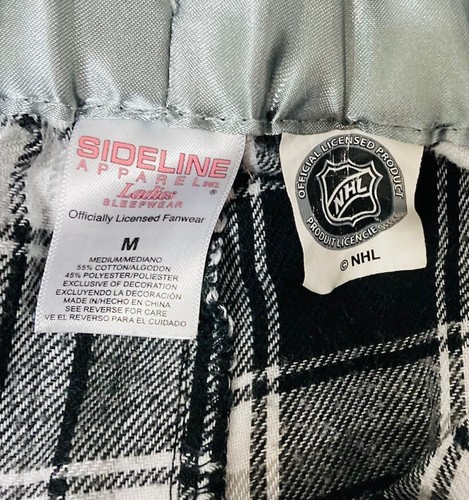 SIDELINE
APPAREL INC.
Ladies
SLEEPWEAR
Officially Licensed Fanwear
M
MEDIUM/MEDIANO
55% COTTON/ALGODON
45% POLYESTER/POLIESTER
EXCLUSIVE OF DECORATION
EXCLUYENDO LA DECORACIÓN
MADE IN/HECHO EN CHINA
SEE REVERSE FOR CARE
VE EL REVERSO PARA EL CUIDADO
OFFICIAL LICENSED PRODUCT
NHL
PRODUIT LICENCIE
© NHL